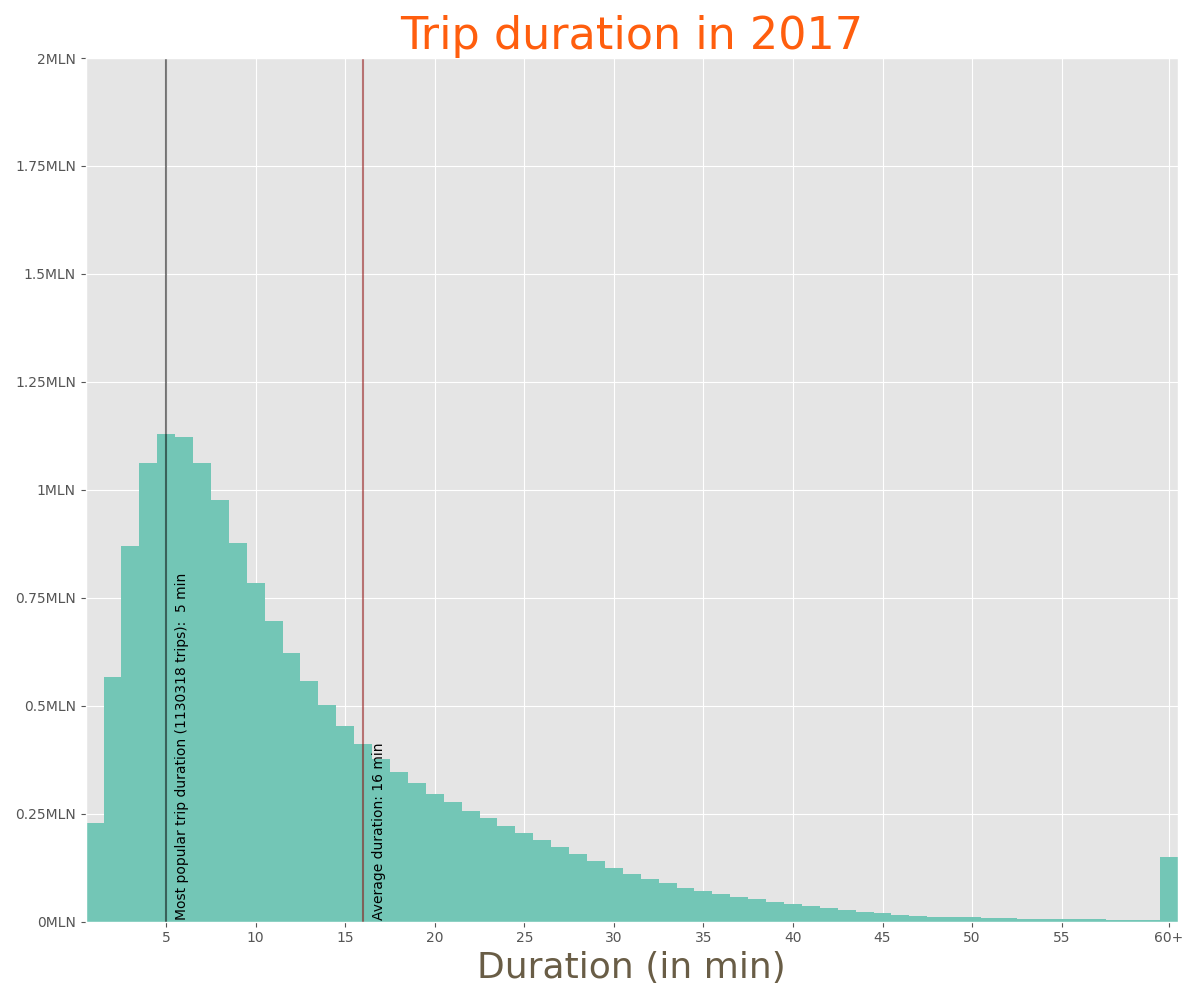 Trip duration in 2017
2MLN
1.75MLN
1.5MLN
1.25MLN
1MLN
0.75MLN
0.5MLN
0.25MLN
0MLN
Most popular trip duration (1130318 trips):  5 min
Average duration: 16 min
5 10 15 20 25 30 35 40 45 50 55 60+
Duration (in min)